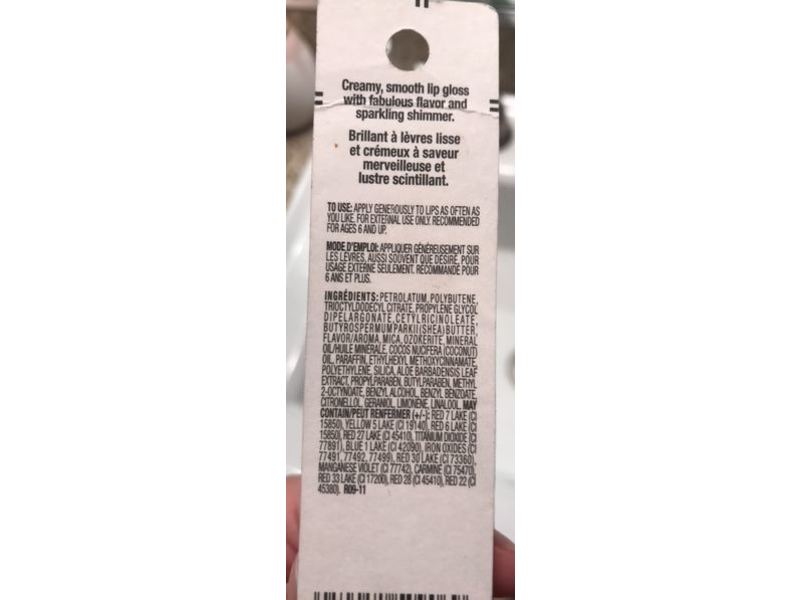 Creamy, smooth lip gloss
with fabulous flavor and
sparkling shimmer.
Brillant à lèvres lisse
et crémeux à saveur
merveilleuse et
lustre scintillant.
TO USE: APPLY GENEROUSLY TO LIPS AS OFTEN AS
YOU LIKE. FOR EXTERNAL USE ONLY. RECOMMENDED
FOR AGES 6 AND UP.
MODE D'EMPLOI: APPLIQUER GÉNÉREUSEMENT SUR
LES LÈVRES, AUSSI SOUVENT QUE DÉSIRÉ. POUR
USAGE EXTERNE SEULEMENT. RECOMMANDÉ POUR
6 ANS ET PLUS.
INGRÉDIENTS: PETROLATUM, POLYBUTENE,
TRIOCTYLDODECYL CITRATE, PROPYLENE GLYCOL
DIPELARGONATE, CETYL RICINOLEATE,
BUTYROSPERMUM PARKII (SHEA) BUTTER,
FLAVOR/AROMA, MICA, OZOKERITE, MINERAL
OIL/HUILE MINERALE, COCOS NUCIFERA (COCONUT)
OIL, PARAFFIN, ETHYLHEXYL METHOXYCINNAMATE,
POLYETHYLENE, SILICA, ALOE BARBADENSIS LEAF
EXTRACT, PROPYLPARABEN, BUTYLPARABEN, METHYL
2-OCTYNOATE, BENZYL ALCOHOL, BENZYL BENZOATE,
CITRONELLOL, GERANIOL, LIMONENE, LINALOOL. MAY
CONTAIN/PEUT RENFERMER (+/-): RED 7 LAKE (CI
15850), YELLOW 5 LAKE (CI 19140), RED 6 LAKE (CI
15850), RED 27 LAKE (CI 45410), TITANIUM DIOXIDE (CI
77891), BLUE 1 LAKE (CI 42090), IRON OXIDES (CI
77491, 77492, 77499), RED 30 LAKE (CI 73360),
MANGANESE VIOLET (CI 77742), CARMINE (CI 75470),
RED 33 LAKE (CI 17200), RED 28 (CI 45410), RED 22 (CI
45380). R09-11